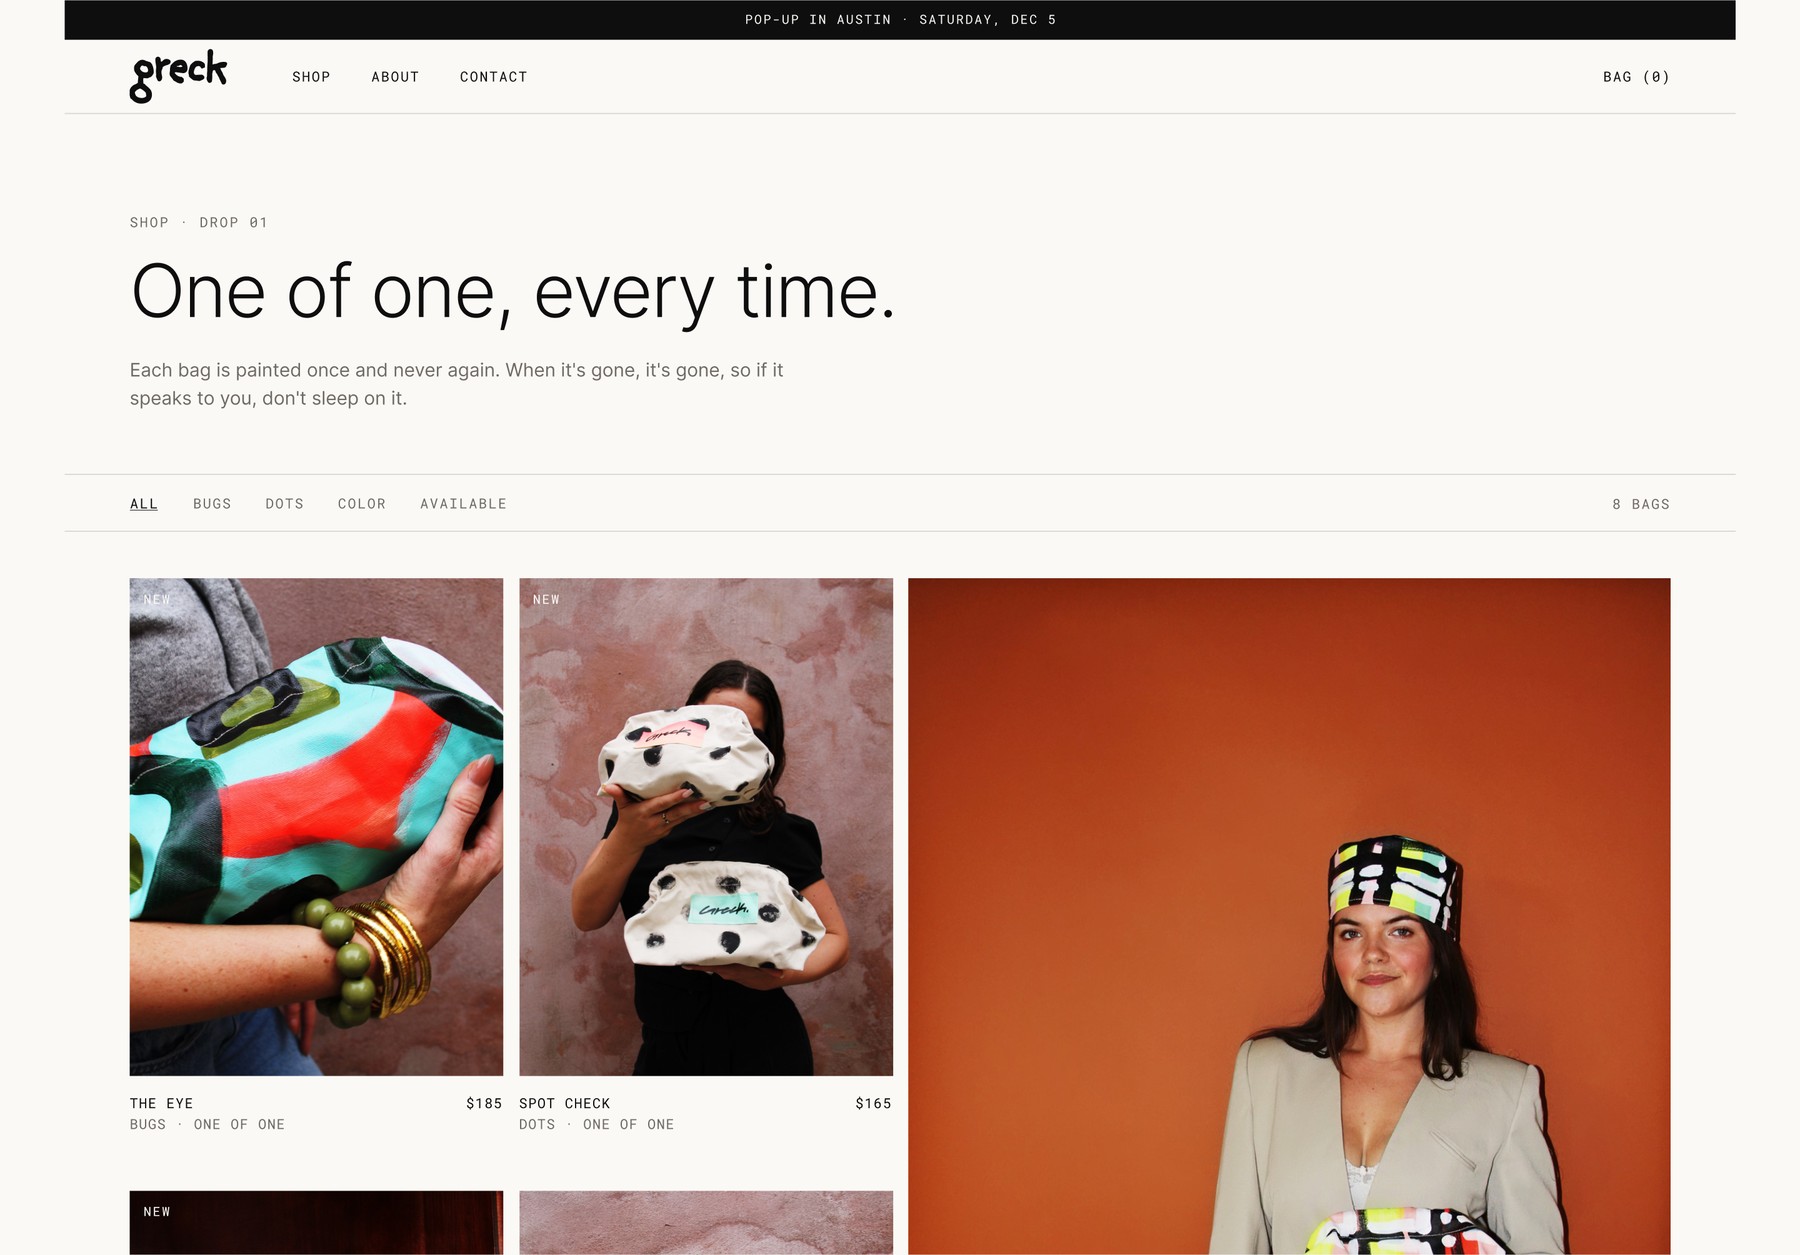 POP-UP IN AUSTIN · SATURDAY, DEC 5
greck
SHOP ABOUT CONTACT BAG (0)
SHOP · DROP 01
One of one, every time.
Each bag is painted once and never again. When it's gone, it's gone, so if it
speaks to you, don't sleep on it.
ALL BUGS DOTS COLOR AVAILABLE 8 BAGS
NEW
NEW
Greck.
Greck.
THE EYE $185
BUGS · ONE OF ONE
SPOT CHECK $165
DOTS · ONE OF ONE
NEW